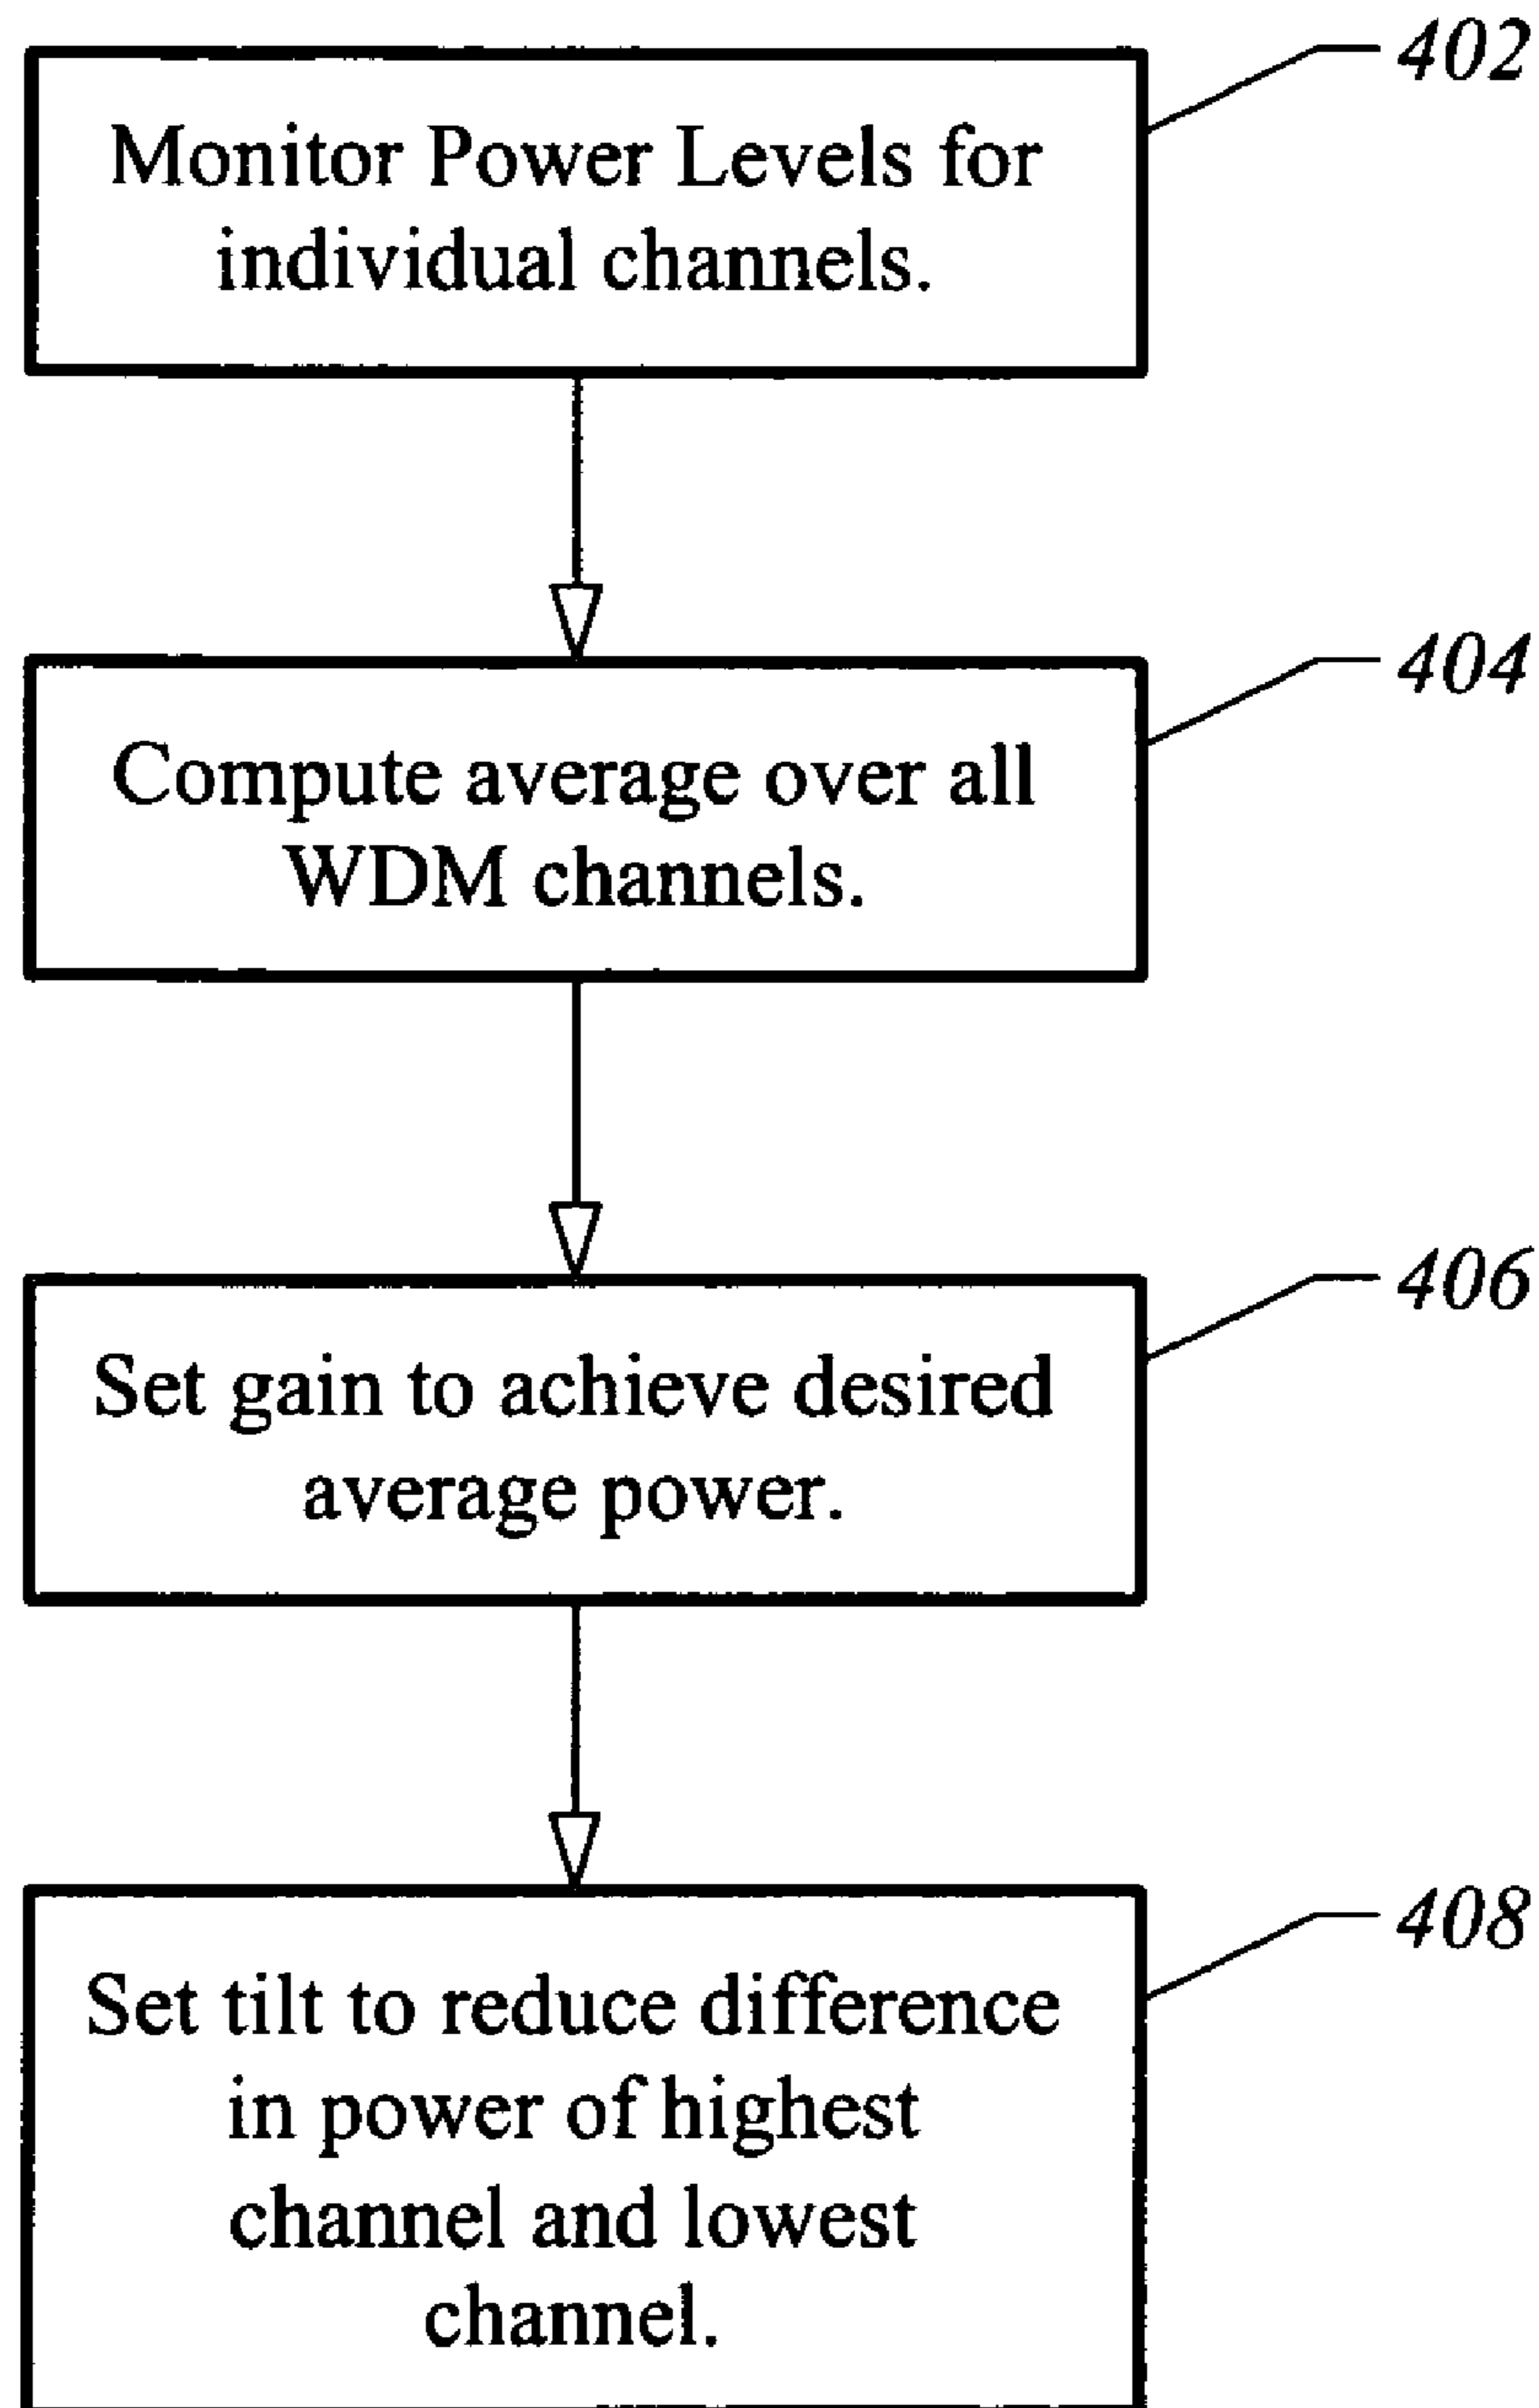 402
Monitor Power Levels for
individual channels.
404
Compute average over all
WDM channels.
406
Set gain to achieve desired
average power.
408
Set tilt to reduce difference
in power of highest
channel and lowest
channel.